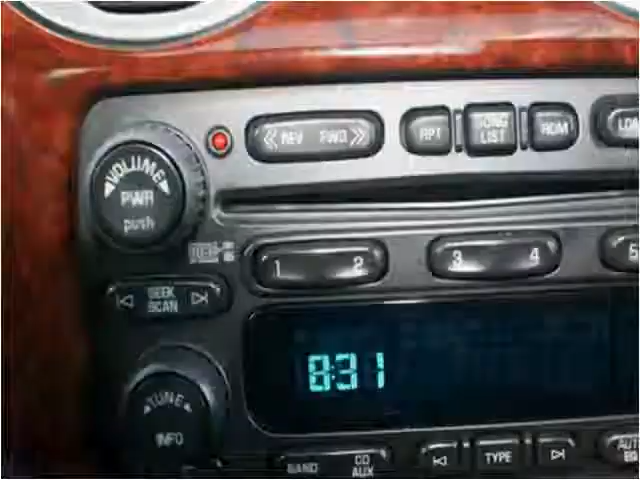 REV FWD
RPT
SONG
LIST
RDM
VOLUME
PWR
push
1 2
3 4
SEEK
SCAN
8:31
TUNE
INFO
BAND
CD
AUX
TYPE